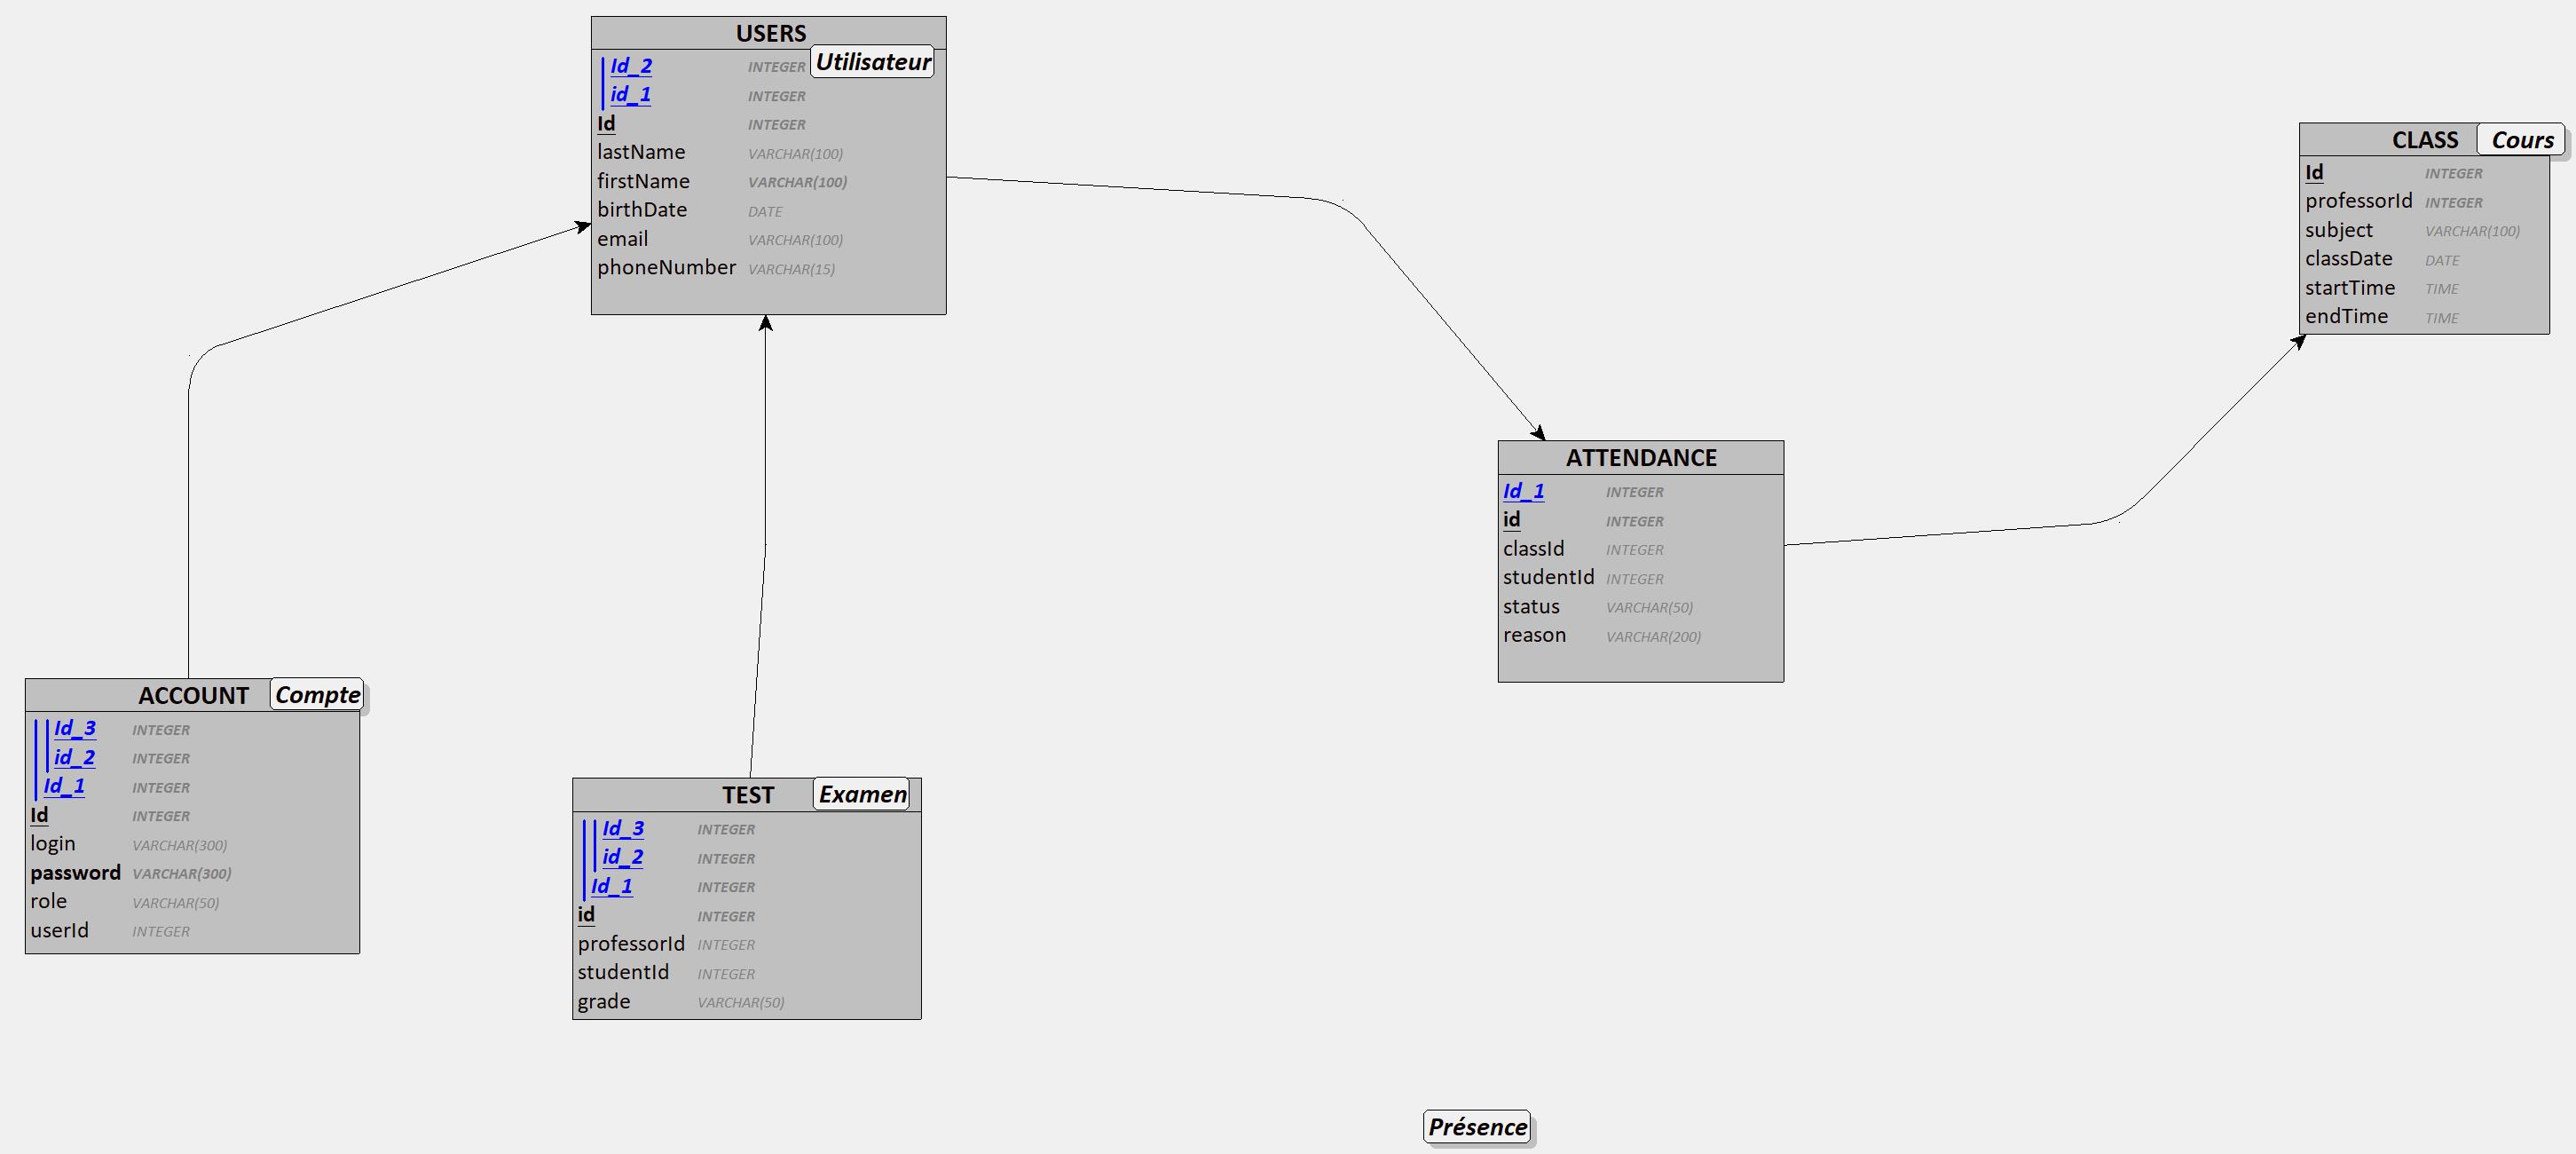 USERS
Utilisateur
Id_2 INTEGER
id_1 INTEGER
Id INTEGER
lastName VARCHAR(100)
firstName VARCHAR(100)
birthDate DATE
email VARCHAR(100)
phoneNumber VARCHAR(15)
CLASS Cours
Id INTEGER
professorId INTEGER
subject VARCHAR(100)
classDate DATE
startTime TIME
endTime TIME
ATTENDANCE
Id_1 INTEGER
id INTEGER
classId INTEGER
studentId INTEGER
status VARCHAR(50)
reason VARCHAR(200)
ACCOUNT Compte
Id_3 INTEGER
id_2 INTEGER
Id_1 INTEGER
Id INTEGER
login VARCHAR(300)
password VARCHAR(300)
role VARCHAR(50)
userId INTEGER
TEST Examen
Id_3 INTEGER
id_2 INTEGER
Id_1 INTEGER
id INTEGER
professorId INTEGER
studentId INTEGER
grade VARCHAR(50)
Présence